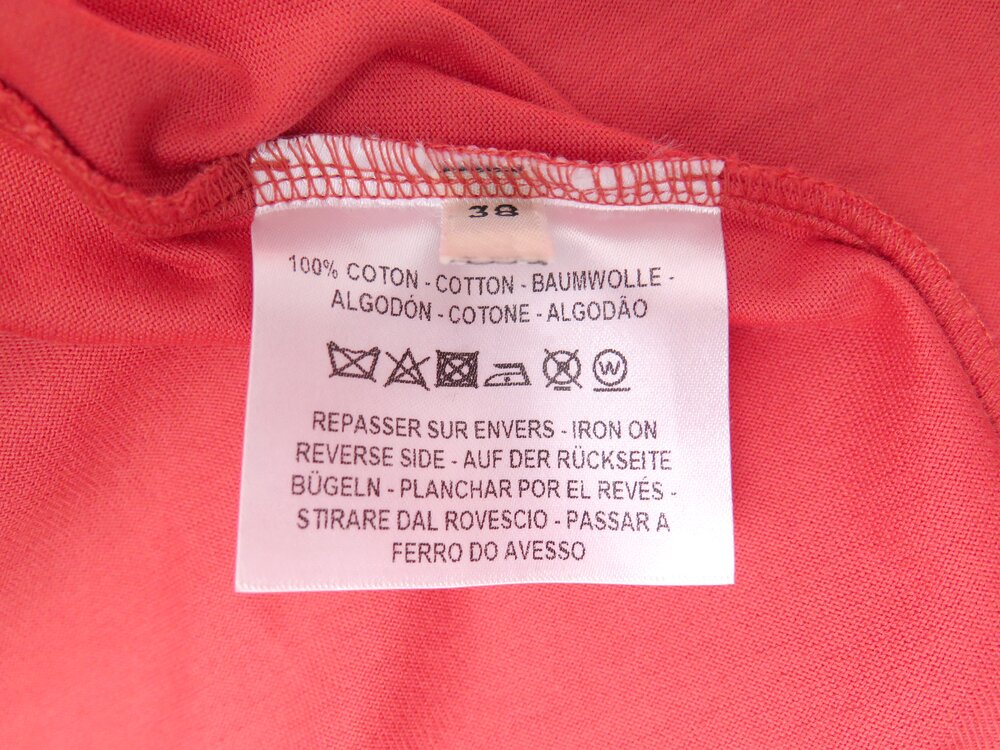 38
100% COTON - COTTON - BAUMWOLLE -
ALGODÓN - COTONE - ALGODÃO
W
REPASSER SUR ENVERS - IRON ON
REVERSE SIDE - AUF DER RÜCKSEITE
BÜGELN - PLANCHAR POR EL REVÉS -
STIRARE DAL ROVESCIO - PASSAR A
FERRO DO AVESSO